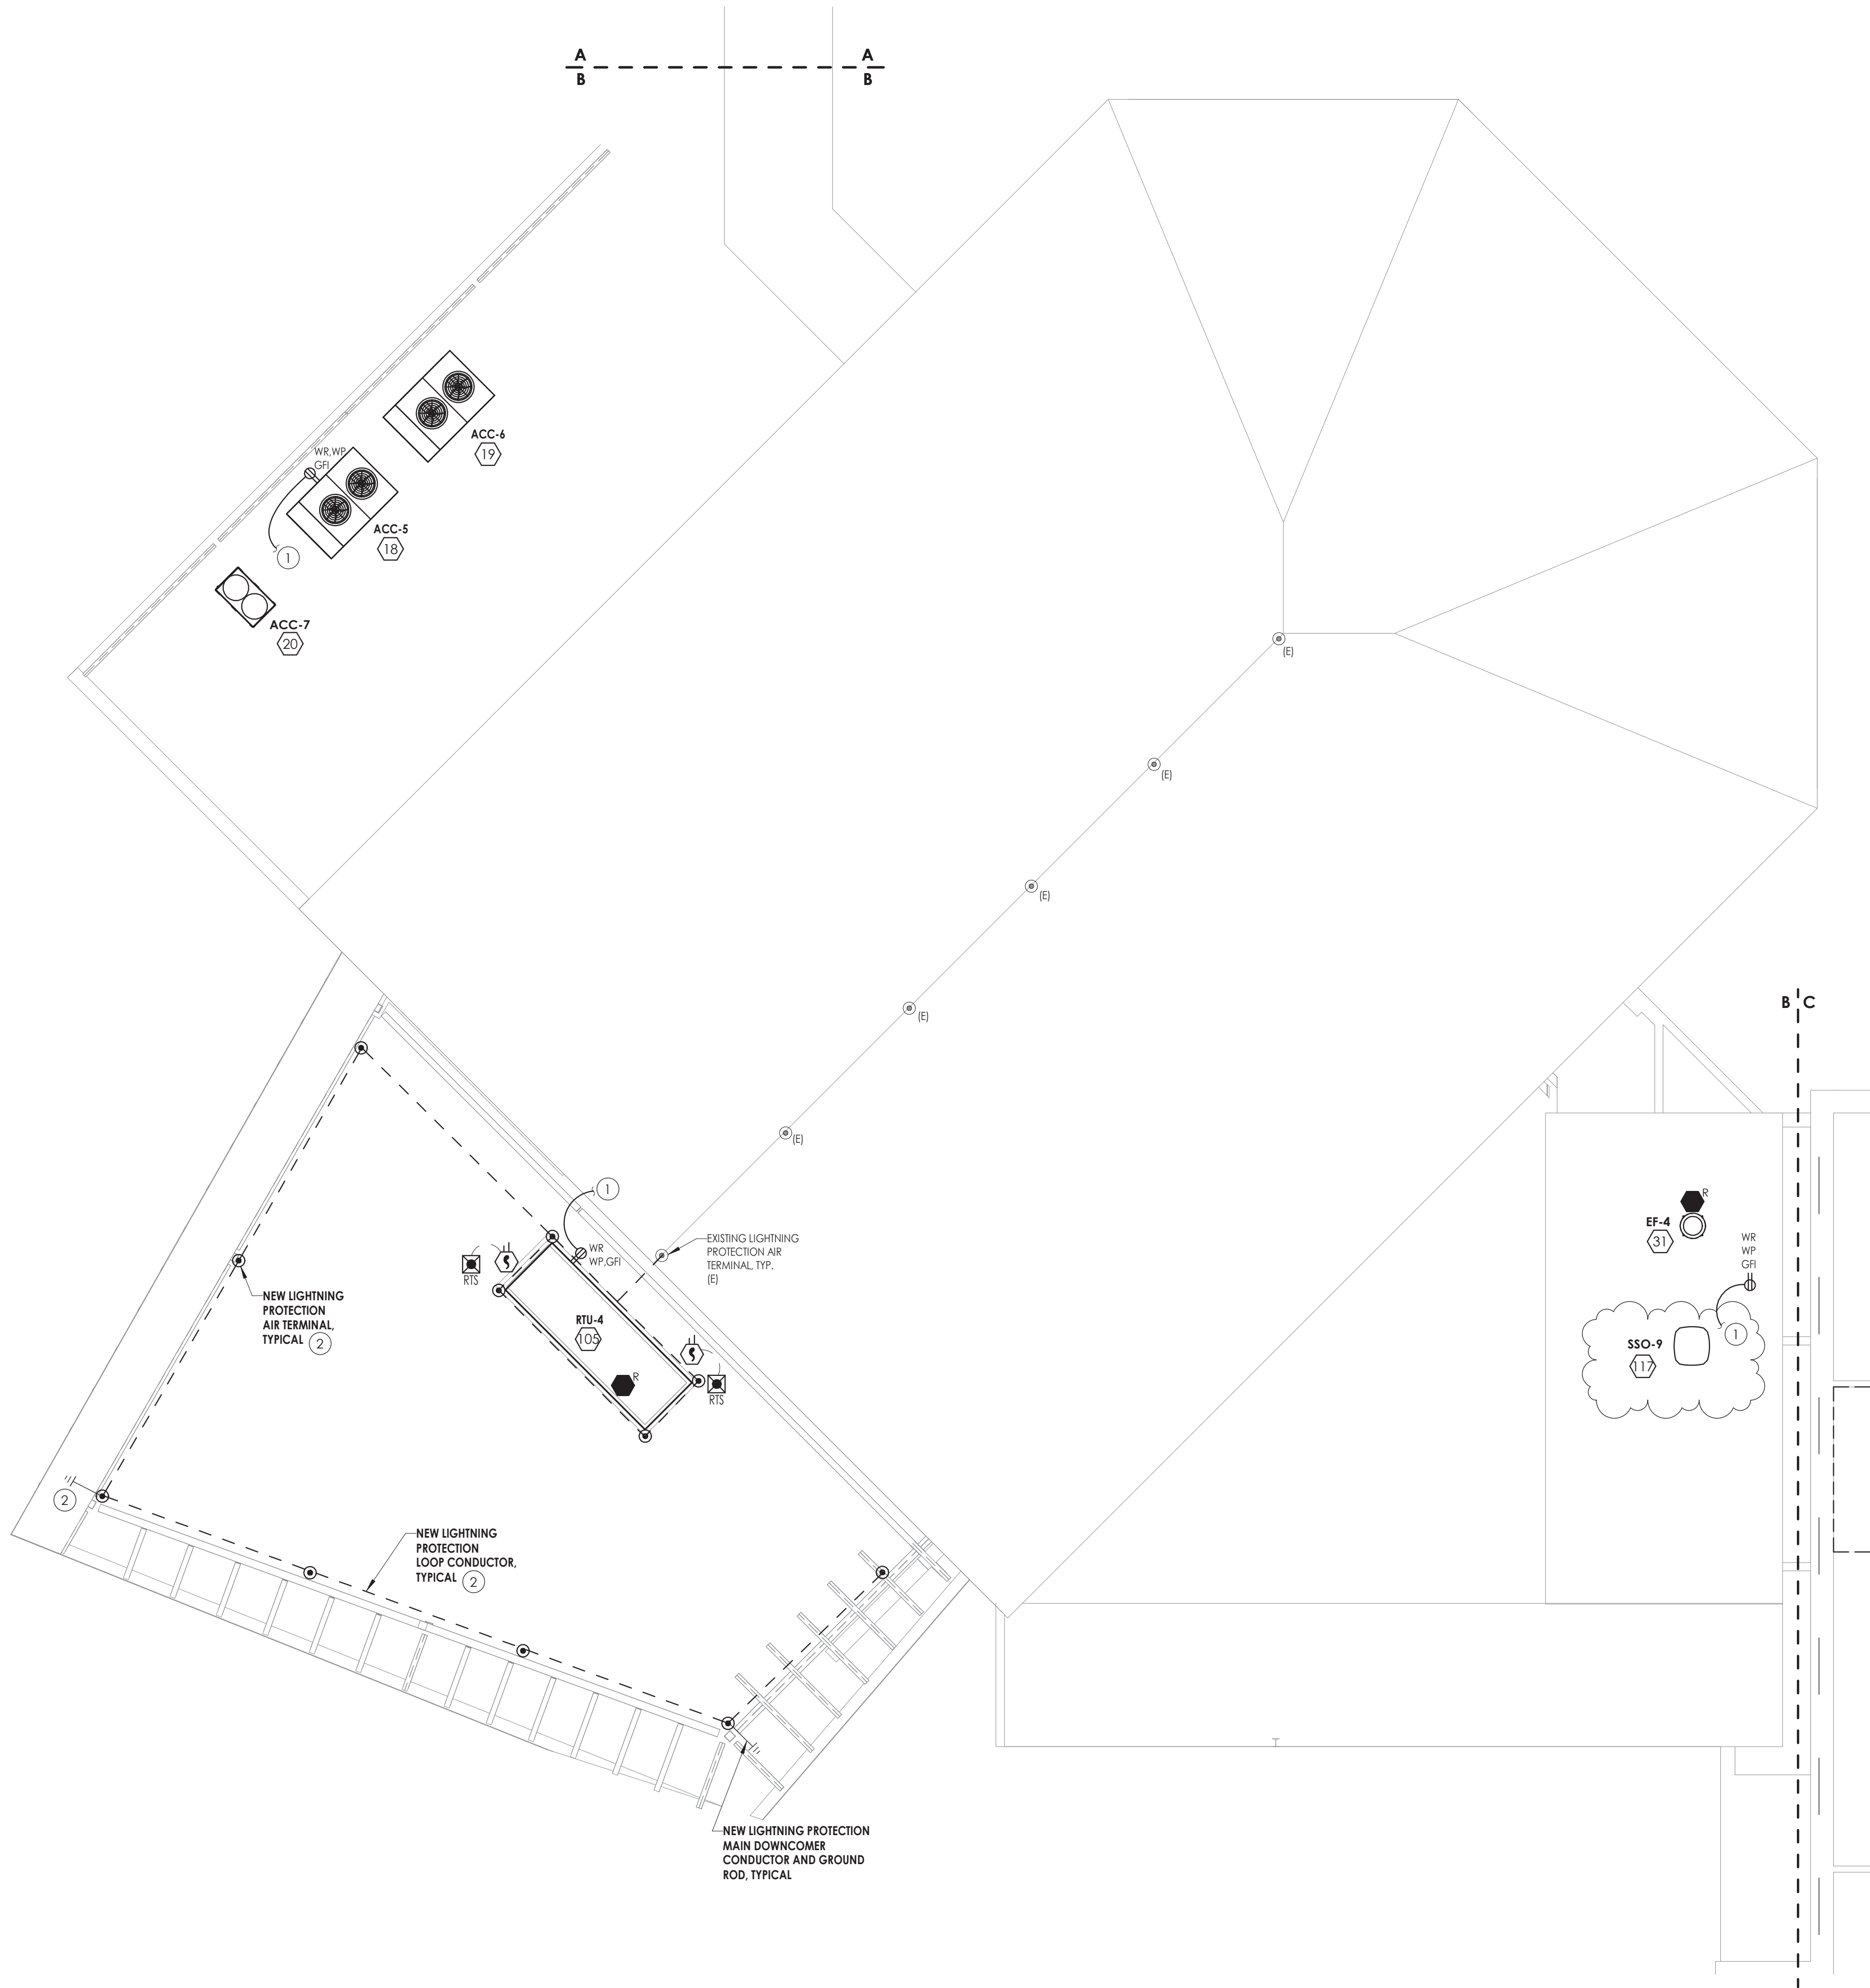 A A
B B
ACC-6
19
WR,WP
GFI
ACC-5
18
1
ACC-7
20
(E)
(E)
(E)
(E)
(E)
B C
1
WR
WP,GFI
EXISTING LIGHTNING
PROTECTION AIR
TERMINAL, TYP.
(E)
RTS
NEW LIGHTNING
PROTECTION
AIR TERMINAL,
TYPICAL 2
RTU-4
105
R
RTS
R
EF-4
31
WR
WP
GFI
SSO-9
117
1
2
NEW LIGHTNING
PROTECTION
LOOP CONDUCTOR,
TYPICAL 2
NEW LIGHTNING PROTECTION
MAIN DOWNCOMER
CONDUCTOR AND GROUND
ROD, TYPICAL